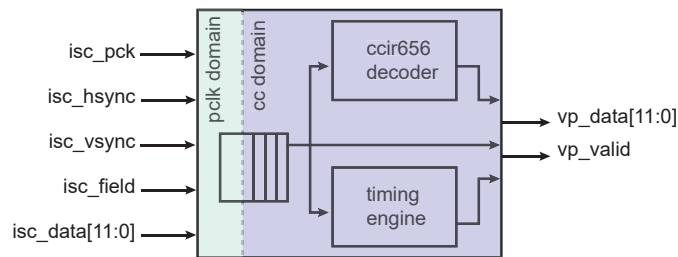 isc_pck
isc_hsync
isc_vsync
isc_field
isc_data[11:0]
pclk domain
cc domain
ccir656
decoder
timing
engine
vp_data[11:0]
vp_valid